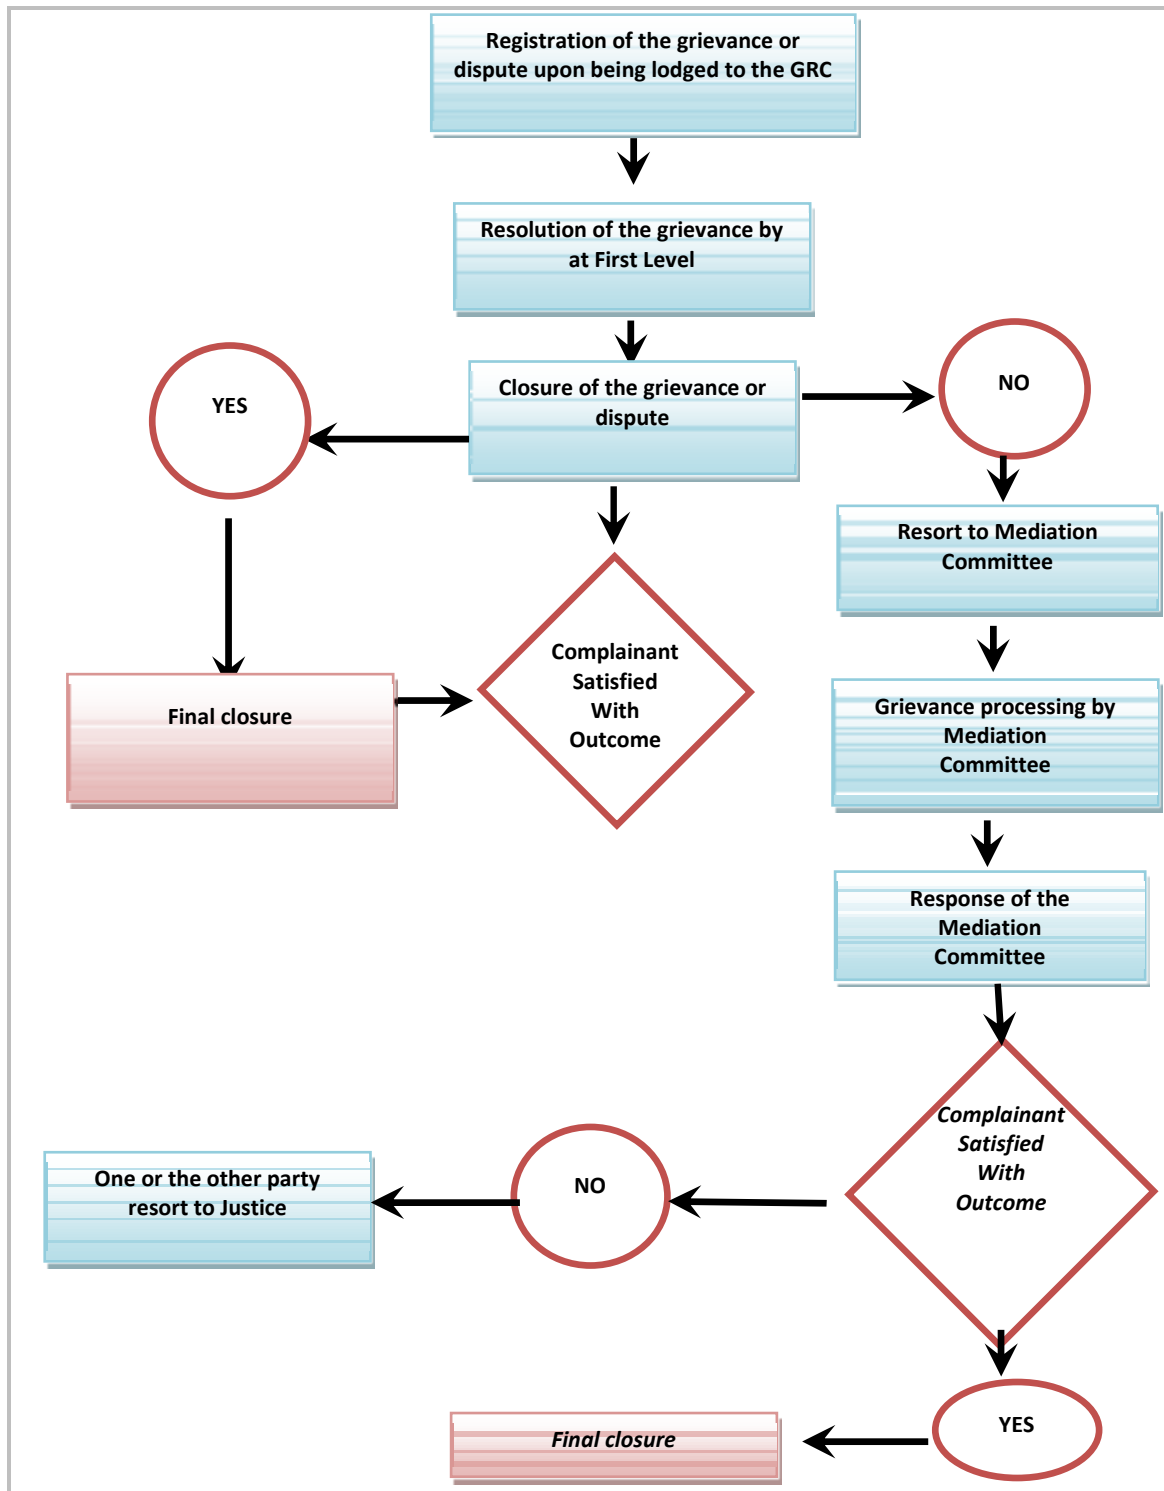 Registration of the grievance or
dispute upon being lodged to the GRC
Resolution of the grievance by
at First Level
Closure of the grievance or
dispute
YES
NO
Resort to Mediation
Committee
Complainant
Satisfied
With
Outcome
Final closure
Grievance processing by
Mediation
Committee
Response of the
Mediation
Committee
Complainant
Satisfied
With
Outcome
NO
One or the other party
resort to Justice
YES
Final closure